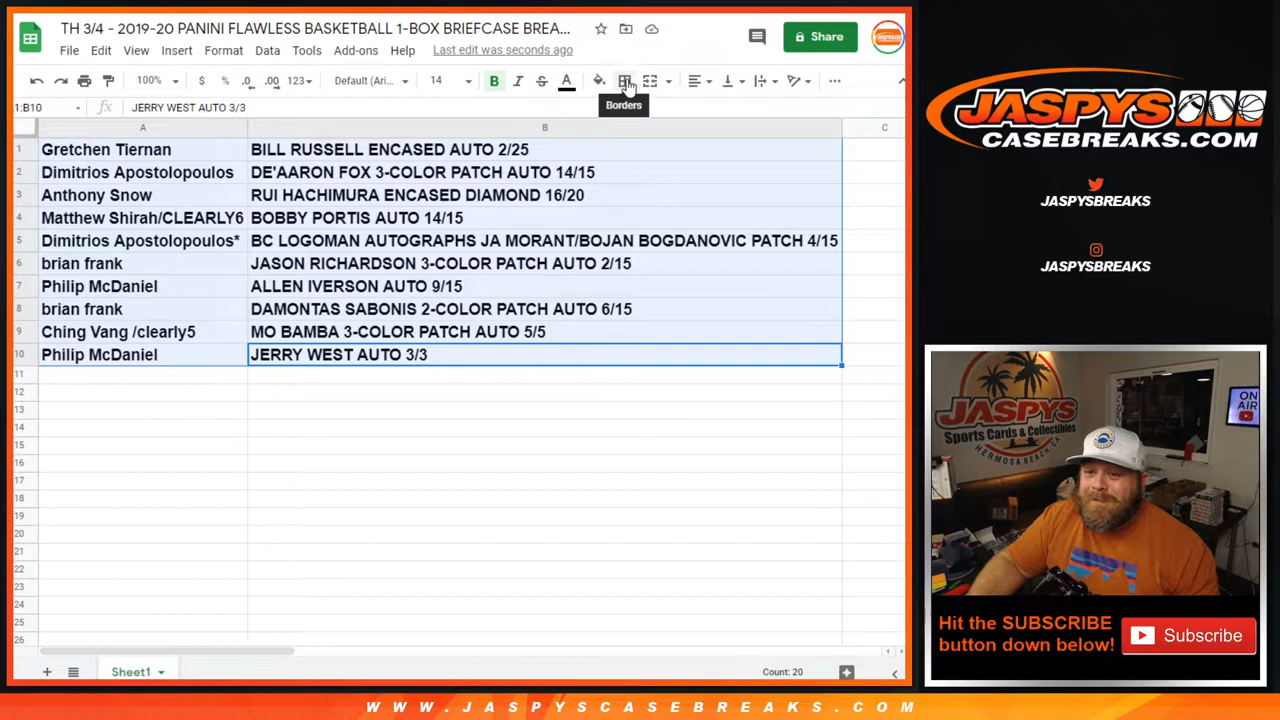 TH 3/4 - 2019-20 PANINI FLAWLESS BASKETBALL 1-BOX BRIEFCASE BREA...
Share
File Edit View Insert Format Data Tools Add-ons Help Last edit was seconds ago
100% $ % .0 .00 123 Default (Ari... 14 B I S A
Borders
1:B10 fx JERRY WEST AUTO 3/3
A B C
1 Gretchen Tiernan BILL RUSSELL ENCASED AUTO 2/25
2 Dimitrios Apostolopoulos DE'AARON FOX 3-COLOR PATCH AUTO 14/15
3 Anthony Snow RUI HACHIMURA ENCASED DIAMOND 16/20
4 Matthew Shirah/CLEARLY6 BOBBY PORTIS AUTO 14/15
5 Dimitrios Apostolopoulos* BC LOGOMAN AUTOGRAPHS JA MORANT/BOJAN BOGDANOVIC PATCH 4/15
6 brian frank JASON RICHARDSON 3-COLOR PATCH AUTO 2/15
7 Philip McDaniel ALLEN IVERSON AUTO 9/15
8 brian frank DAMONTAS SABONIS 2-COLOR PATCH AUTO 6/15
9 Ching Vang /clearly5 MO BAMBA 3-COLOR PATCH AUTO 5/5
10 Philip McDaniel JERRY WEST AUTO 3/3
11
12
13
14
15
16
17
18
19
20
21
22
23
24
25
26
Sheet1
Count: 20
JASPYS
CASEBREAKS.COM
JASPYSBREAKS
JASPYSBREAKS
JASPYS
Sports Cards & Collectibles
HERMOSA BEACH, CA
ON
AIR
Hit the SUBSCRIBE
button down below!
Subscribe
WWW.JASPYSCASEBREAKS.COM